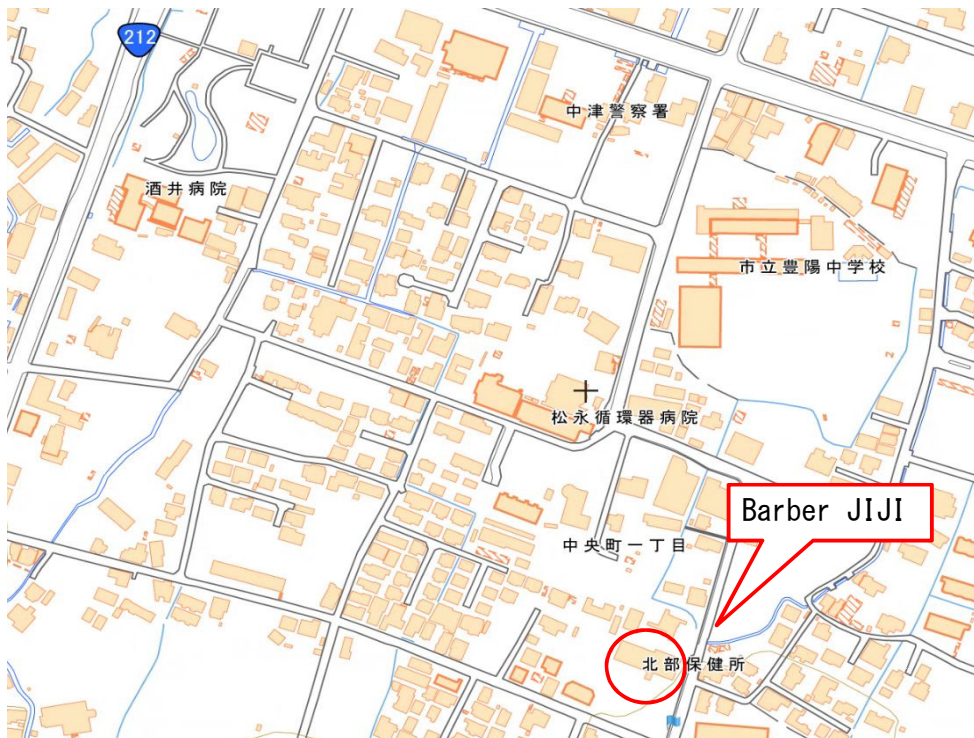 212
中津警察署
酒井病院
市立豊陽中学校
松永循環器病院
Barber JIJI
中央町一丁目
北部保健所